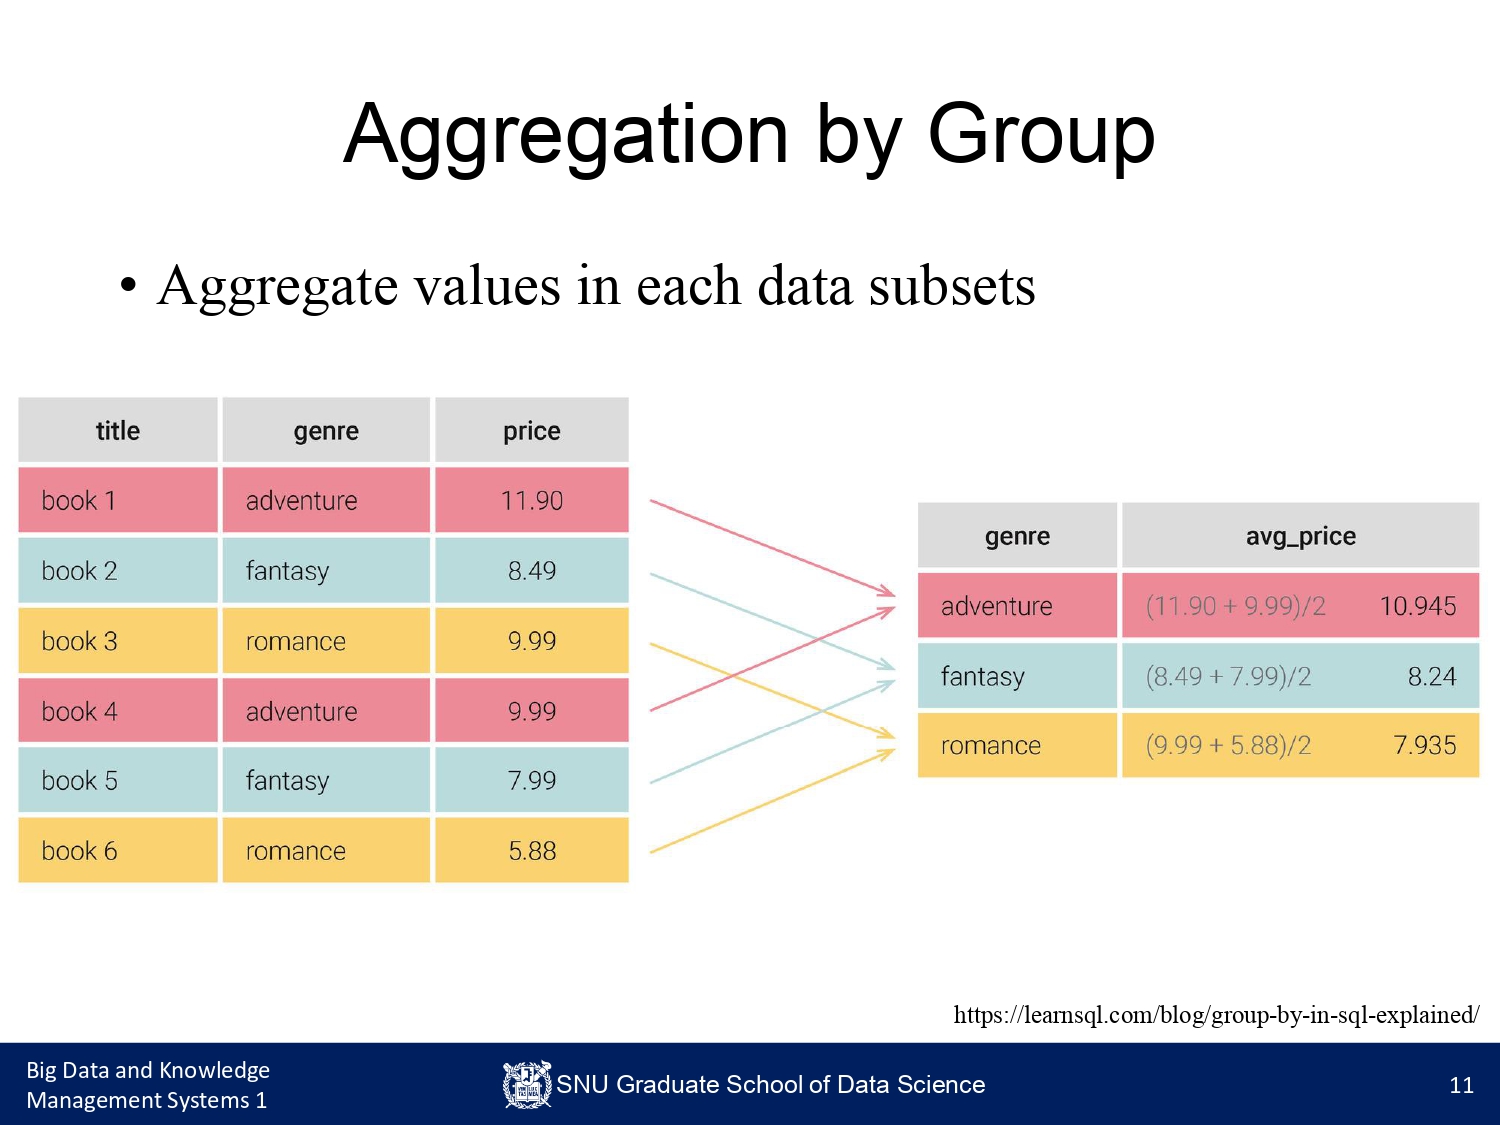 Aggregation by Group
• Aggregate values in each data subsets
title genre price
book 1 adventure 11.90
book 2 fantasy 8.49
book 3 romance 9.99
book 4 adventure 9.99
book 5 fantasy 7.99
book 6 romance 5.88
genre avg_price
adventure (11.90 + 9.99)/2 10.945
fantasy (8.49 + 7.99)/2 8.24
romance (9.99 + 5.88)/2 7.935
https://learnsql.com/blog/group-by-in-sql-explained/
Big Data and Knowledge
Management Systems 1
SNU Graduate School of Data Science
11